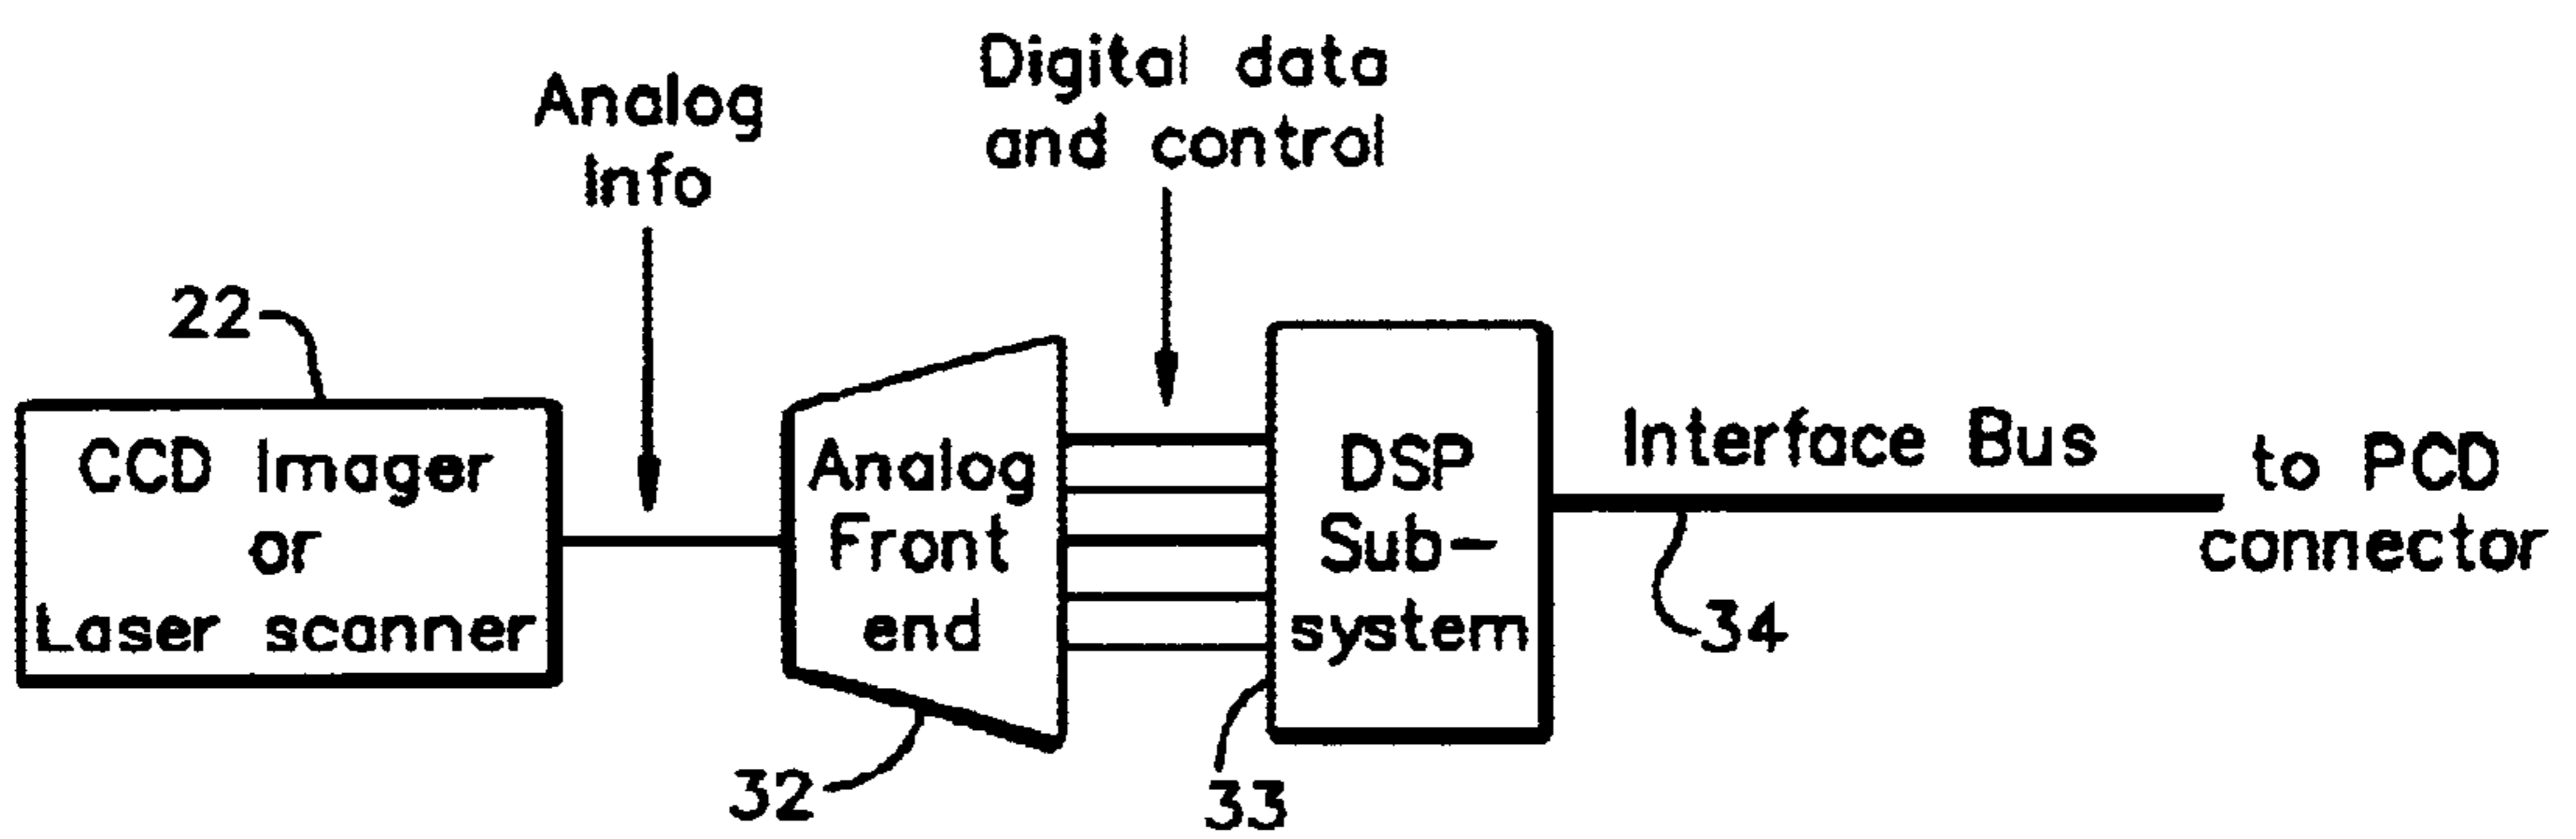 Digital data
and control
Analog
Info
22
CCD Imager
or
Laser scanner
Analog
Front
end
32
DSP
Sub-
system
33
Interface Bus
34
to PCD
connector